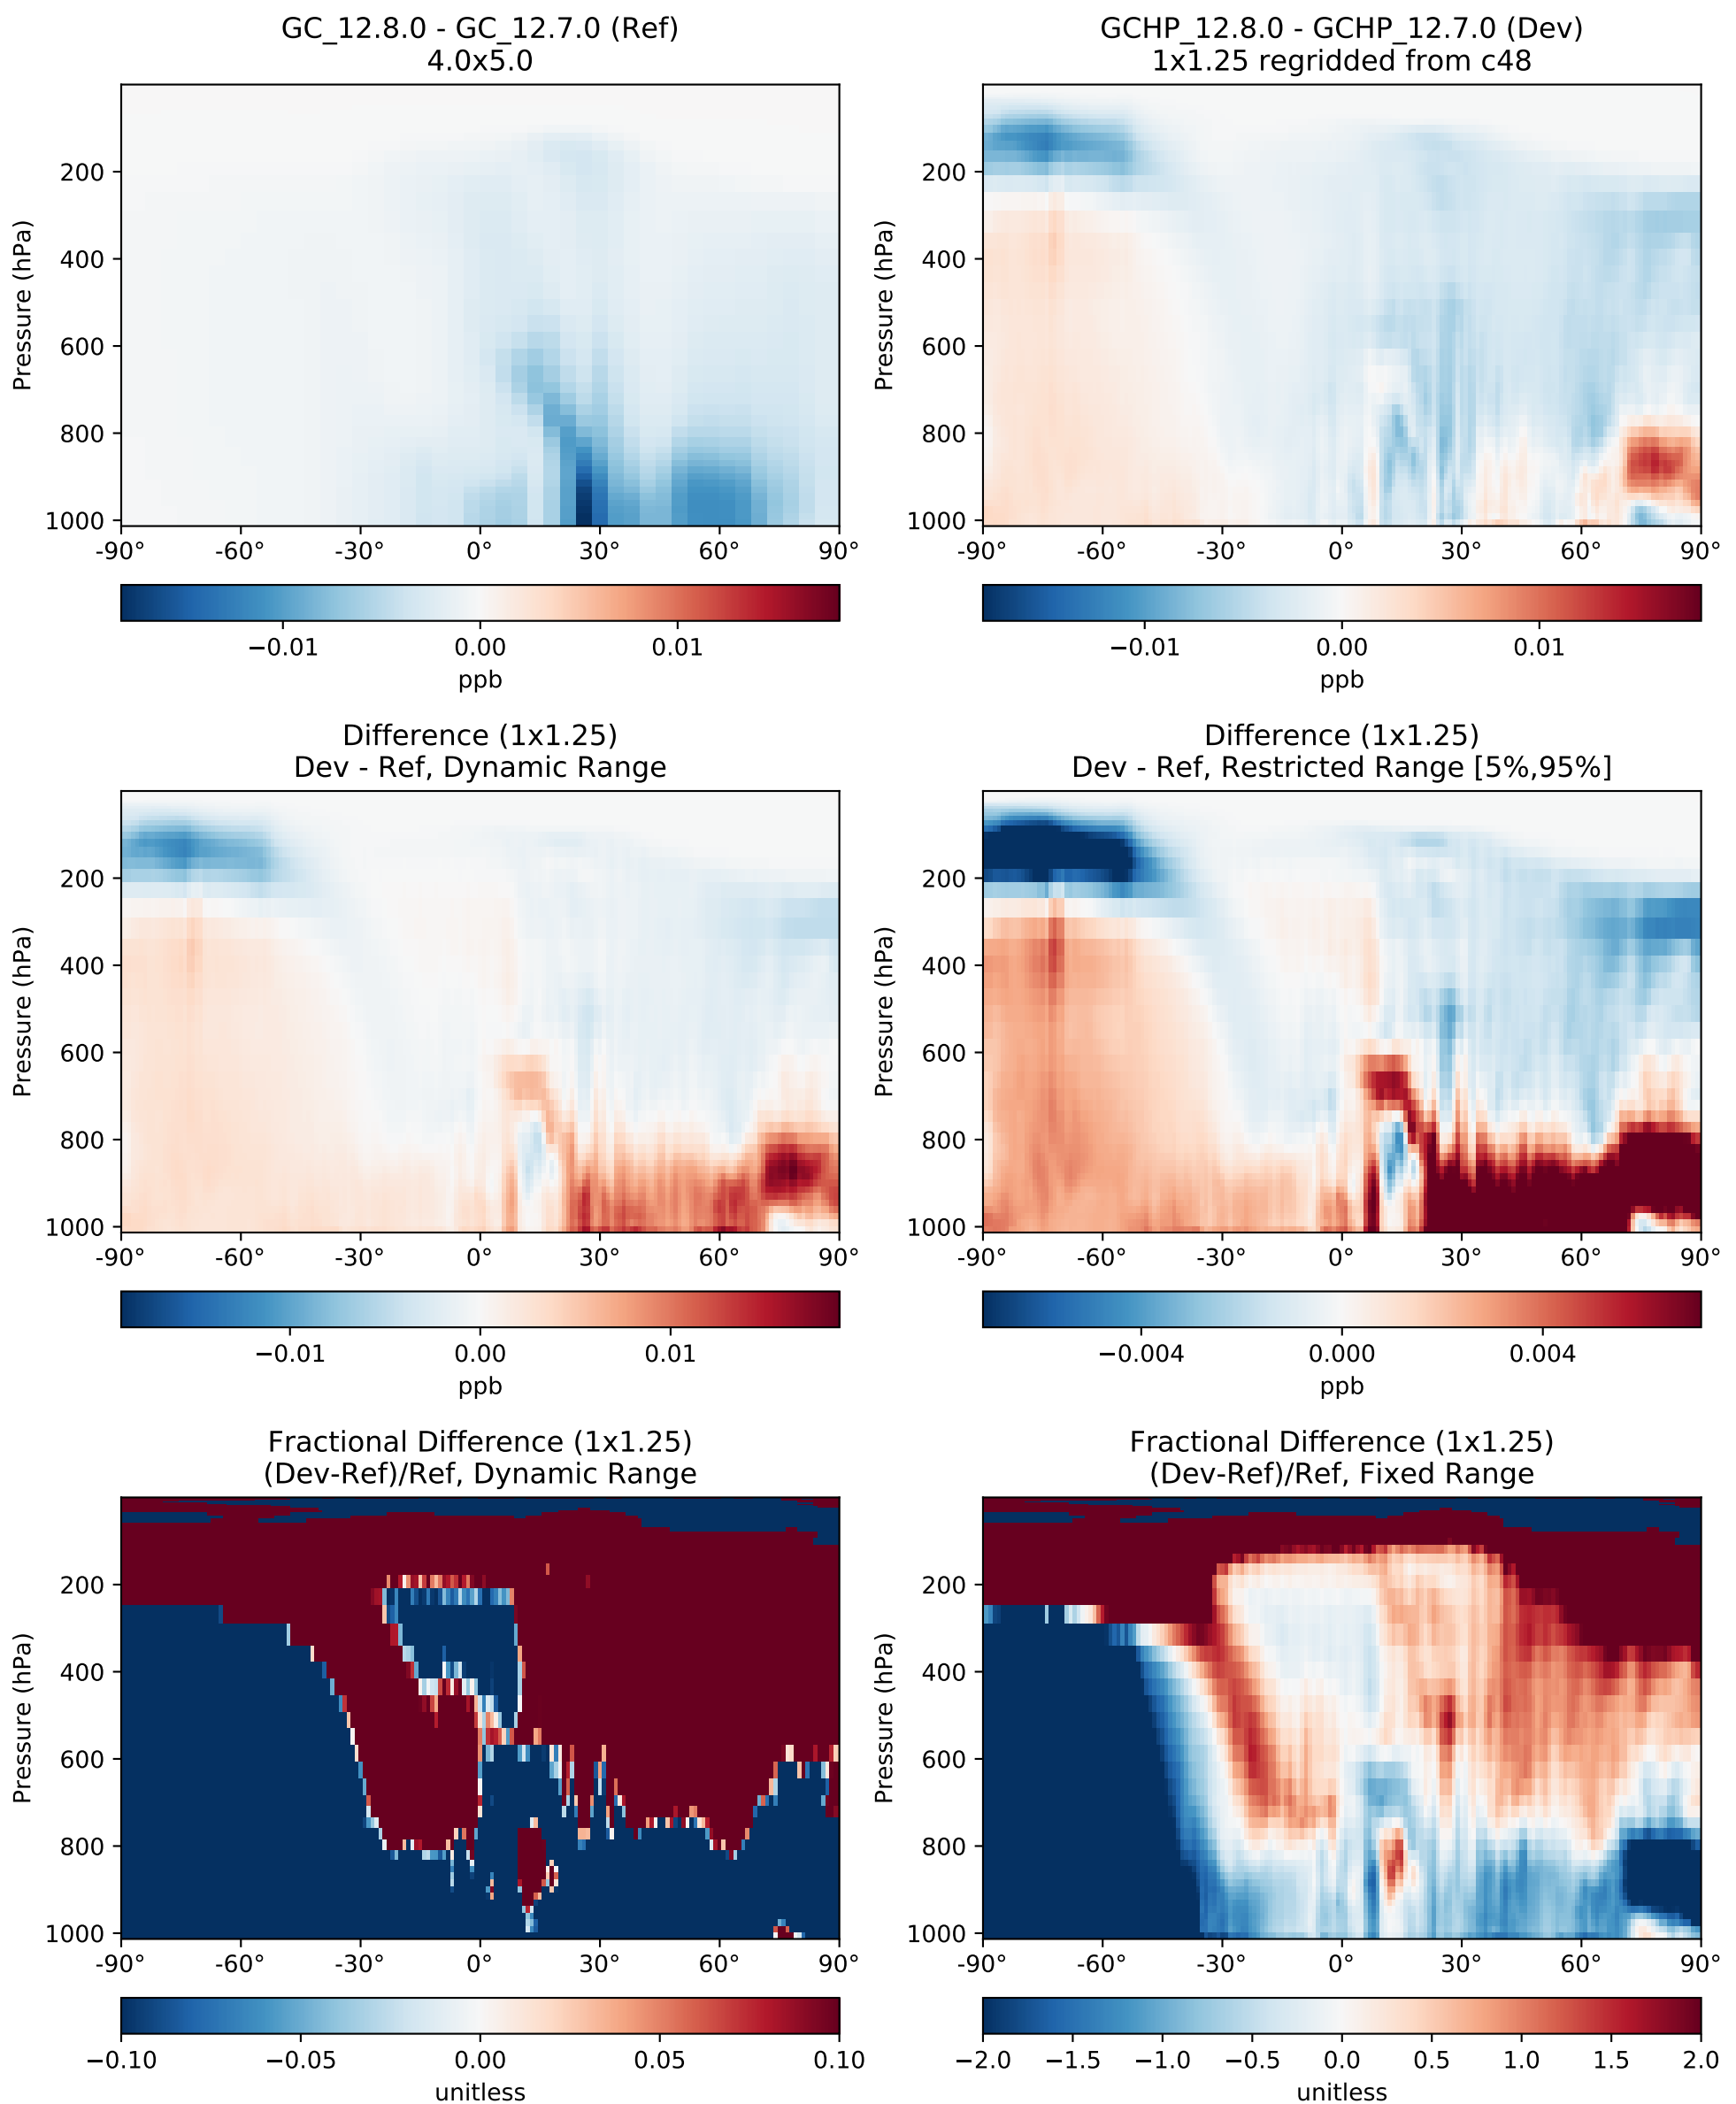 GC_12.8.0 - GC_12.7.0 (Ref)
4.0x5.0
Pressure (hPa)
200
400
600
800
1000
-90° -60° -30° 0° 30° 60° 90°
−0.01 0.00 0.01
ppb
GCHP_12.8.0 - GCHP_12.7.0 (Dev)
1x1.25 regridded from c48
Pressure (hPa)
200
400
600
800
1000
-90° -60° -30° 0° 30° 60° 90°
−0.01 0.00 0.01
ppb
Difference (1x1.25)
Dev - Ref, Dynamic Range
Pressure (hPa)
200
400
600
800
1000
-90° -60° -30° 0° 30° 60° 90°
−0.01 0.00 0.01
ppb
Difference (1x1.25)
Dev - Ref, Restricted Range [5%,95%]
Pressure (hPa)
200
400
600
800
1000
-90° -60° -30° 0° 30° 60° 90°
−0.004 0.000 0.004
ppb
Fractional Difference (1x1.25)
(Dev-Ref)/Ref, Dynamic Range
Pressure (hPa)
200
400
600
800
1000
-90° -60° -30° 0° 30° 60° 90°
−0.10 −0.05 0.00 0.05 0.10
unitless
Fractional Difference (1x1.25)
(Dev-Ref)/Ref, Fixed Range
Pressure (hPa)
200
400
600
800
1000
-90° -60° -30° 0° 30° 60° 90°
−2.0 −1.5 −1.0 −0.5 0.0 0.5 1.0 1.5 2.0
unitless